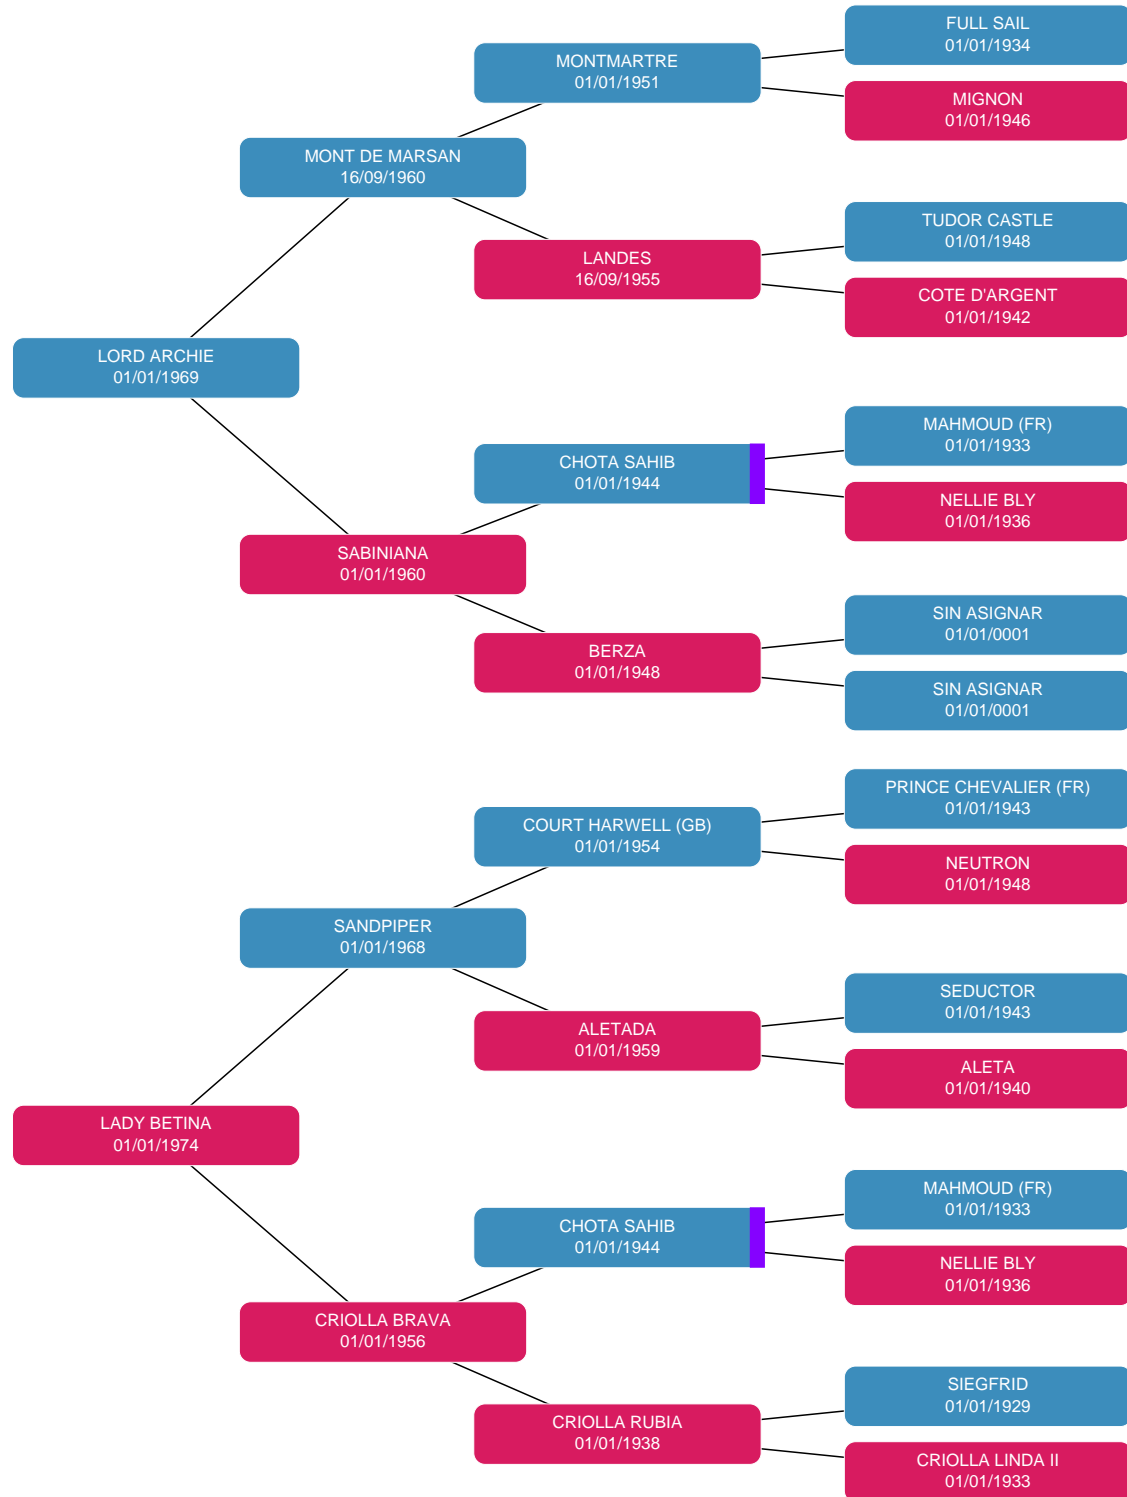 FULL SAIL
01/01/1934
MONTMARTRE
01/01/1951
MIGNON
01/01/1946
MONT DE MARSAN
16/09/1960
TUDOR CASTLE
01/01/1948
LANDES
16/09/1955
COTE D'ARGENT
01/01/1942
LORD ARCHIE
01/01/1969
MAHMOUD (FR)
01/01/1933
CHOTA SAHIB
01/01/1944
NELLIE BLY
01/01/1936
SABINIANA
01/01/1960
SIN ASIGNAR
01/01/0001
BERZA
01/01/1948
SIN ASIGNAR
01/01/0001
PRINCE CHEVALIER (FR)
01/01/1943
COURT HARWELL (GB)
01/01/1954
NEUTRON
01/01/1948
SANDPIPER
01/01/1968
SEDUCTOR
01/01/1943
ALETADA
01/01/1959
ALETA
01/01/1940
LADY BETINA
01/01/1974
MAHMOUD (FR)
01/01/1933
CHOTA SAHIB
01/01/1944
NELLIE BLY
01/01/1936
CRIOLLA BRAVA
01/01/1956
SIEGFRID
01/01/1929
CRIOLLA RUBIA
01/01/1938
CRIOLLA LINDA II
01/01/1933